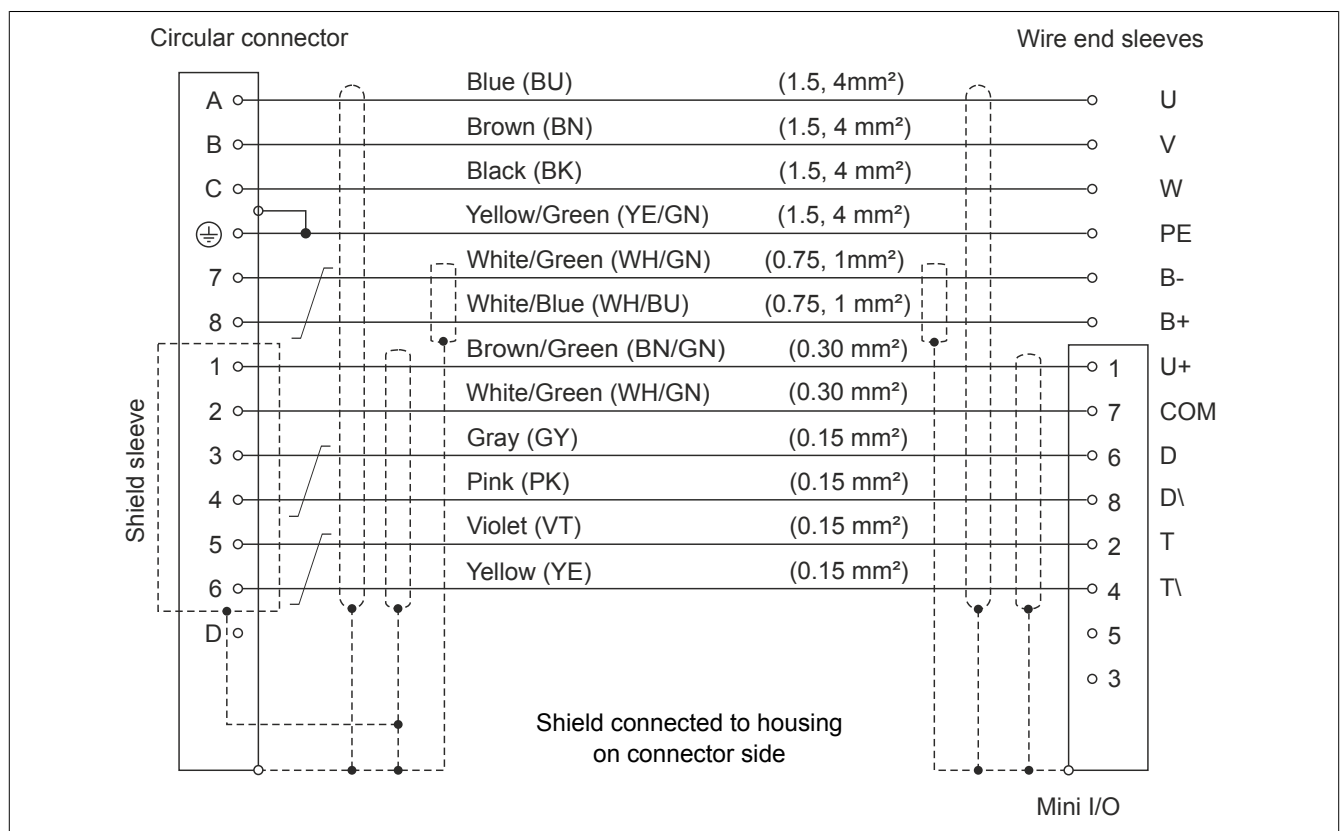 Circular connector
Wire end sleeves
A Blue (BU) (1.5, 4mm²) U
B Brown (BN) (1.5, 4 mm²) V
C Black (BK) (1.5, 4 mm²) W
Yellow/Green (YE/GN) (1.5, 4 mm²) PE
7 White/Green (WH/GN) (0.75, 1mm²) B-
8 White/Blue (WH/BU) (0.75, 1 mm²) B+
1 Brown/Green (BN/GN) (0.30 mm²) 1 U+
2 White/Green (WH/GN) (0.30 mm²) 7 COM
3 Gray (GY) (0.15 mm²) 6 D
4 Pink (PK) (0.15 mm²) 8 D\
5 Violet (VT) (0.15 mm²) 2 T
6 Yellow (YE) (0.15 mm²) 4 T\
D 5
3
Shield sleeve
Shield connected to housing
on connector side
Mini I/O